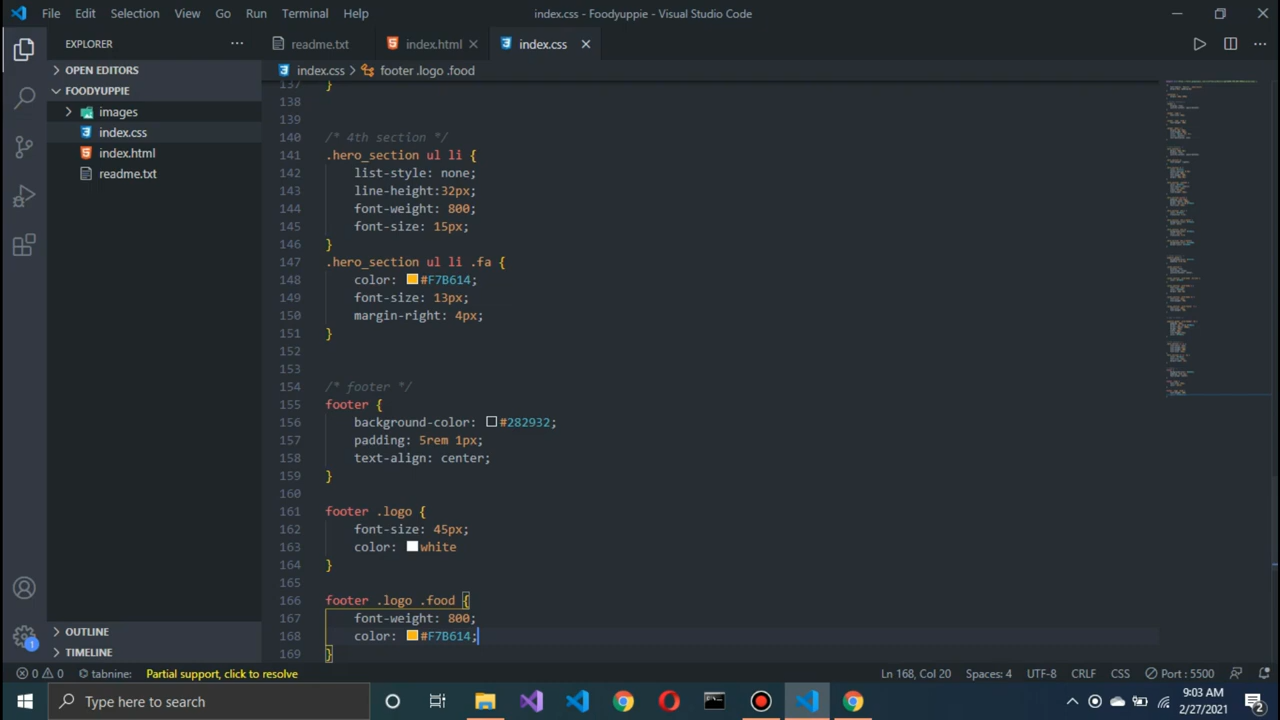 File Edit Selection View Go Run Terminal Help
index.css - Foodyuppie - Visual Studio Code
EXPLORER
readme.txt
index.html
index.css
OPEN EDITORS
index.css > footer .logo .food
FOODYUPPIE
images
index.css
index.html
readme.txt
137 }
138
139
140 /* 4th section */
141 .hero_section ul li {
142 list-style: none;
143 line-height:32px;
144 font-weight: 800;
145 font-size: 15px;
146 }
147 .hero_section ul li .fa {
148 color: #F7B614;
149 font-size: 13px;
150 margin-right: 4px;
151 }
152
153
154 /* footer */
155 footer {
156 background-color: #282932;
157 padding: 5rem 1px;
158 text-align: center;
159 }
160
161 footer .logo {
162 font-size: 45px;
163 color: white
164 }
165
166 footer .logo .food {
167 font-weight: 800;
168 color: #F7B614;
169 }
OUTLINE
TIMELINE
1
0 0 tabnine: Partial support, click to resolve
Ln 168, Col 20 Spaces: 4 UTF-8 CRLF CSS Port : 5500
Type here to search
9:03 AM
2/27/2021
2